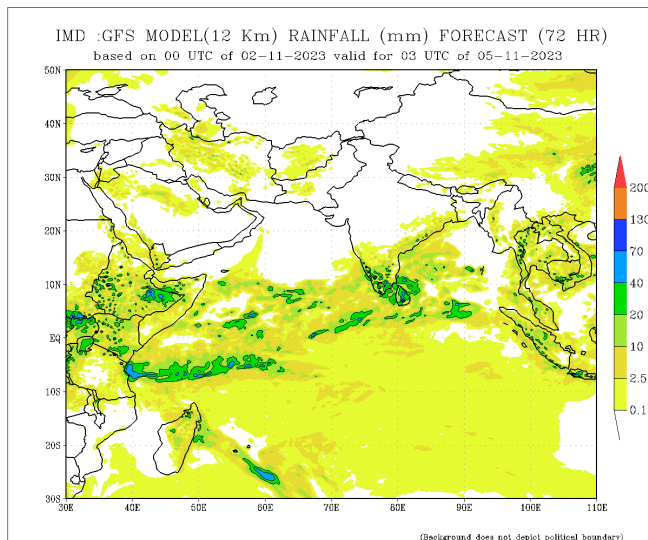 IMD :GFS MODEL(12 Km) RAINFALL (mm) FORECAST (72 HR)
based on 00 UTC of 02-11-2023 valid for 03 UTC of 05-11-2023
50N
40N
30N
20N
10N
EQ
10S
20S
30S
30E 40E 50E 60E 70E 80E 90E 100E 110E
200
130
70
40
20
10
2.5
0.1
(Background does not depict political boundary)